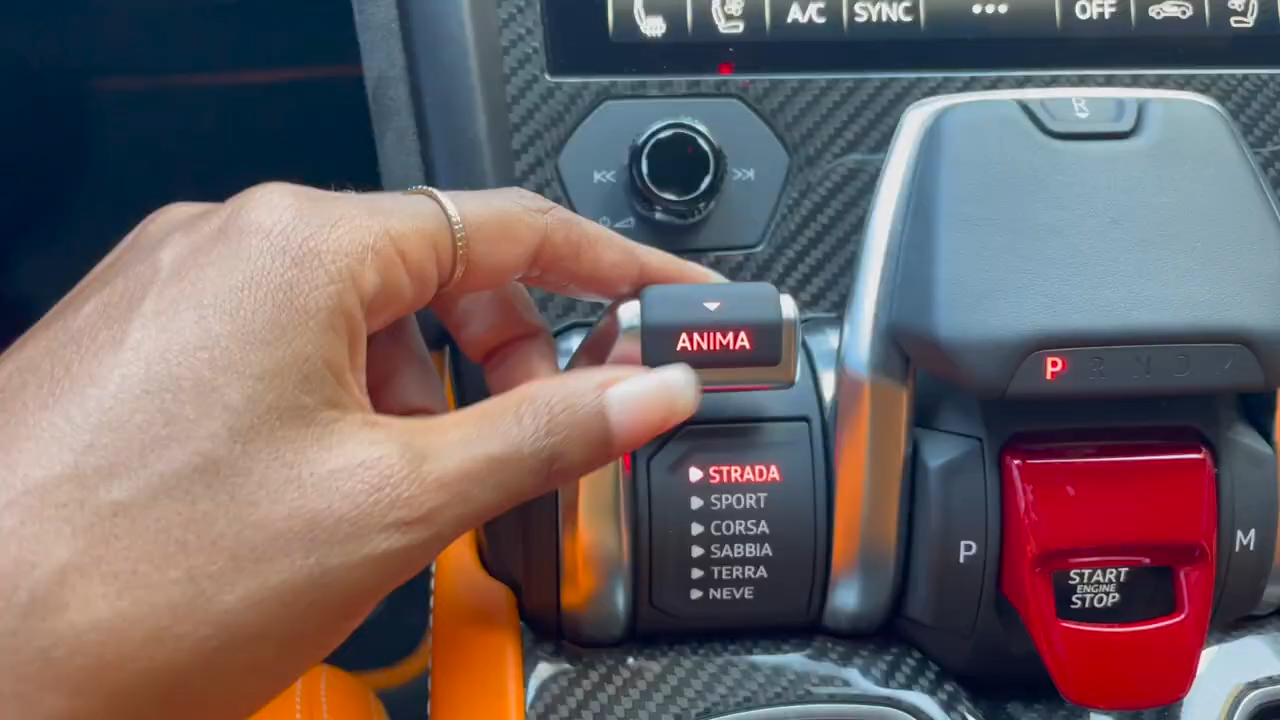 A/C SYNC OFF
R
ANIMA
P R N D
STRADA
SPORT
CORSA
SABBIA
TERRA
NEVE
P
START
ENGINE
STOP
M